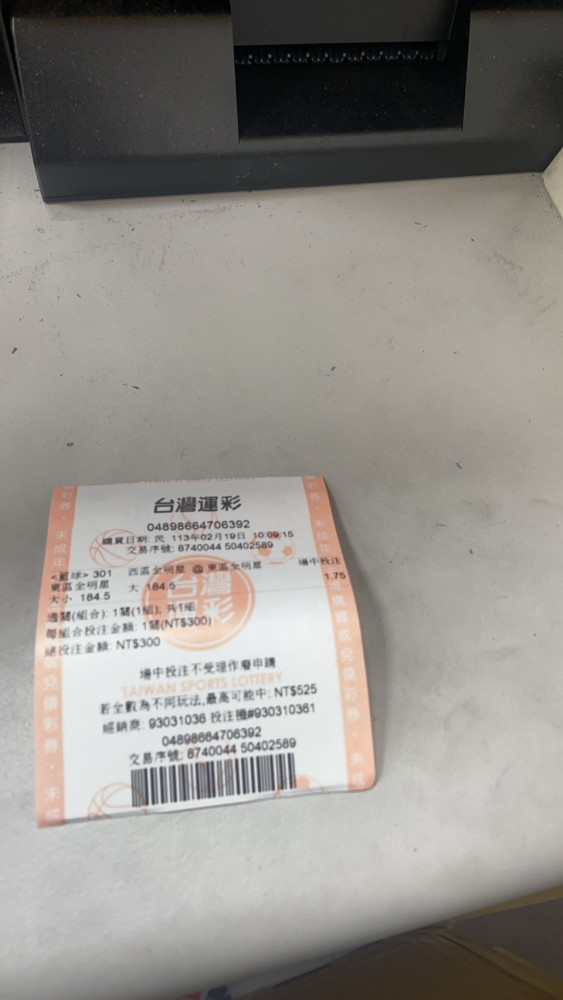 台灣運彩
04898664706392
購買日期: 民 113年02月19日 10:09:15
交易序號: 8740044 50402589
<籃球> 301 西區全明星 @ 東區全明星 場中投注
東區全明星 大 184.5 1.75
大小 184.5
過關(組合): 1關(1組); 共1組
每組合投注金額: 1關(NT$300)
總投注金額: NT$300
場中投注不受理作廢申請
TAIWAN SPORTS LOTTERY
若全數為不同玩法,最高可能中: NT$525
經銷商: 93031036 投注機#930310361
04898664706392
交易序號: 8740044 50402589